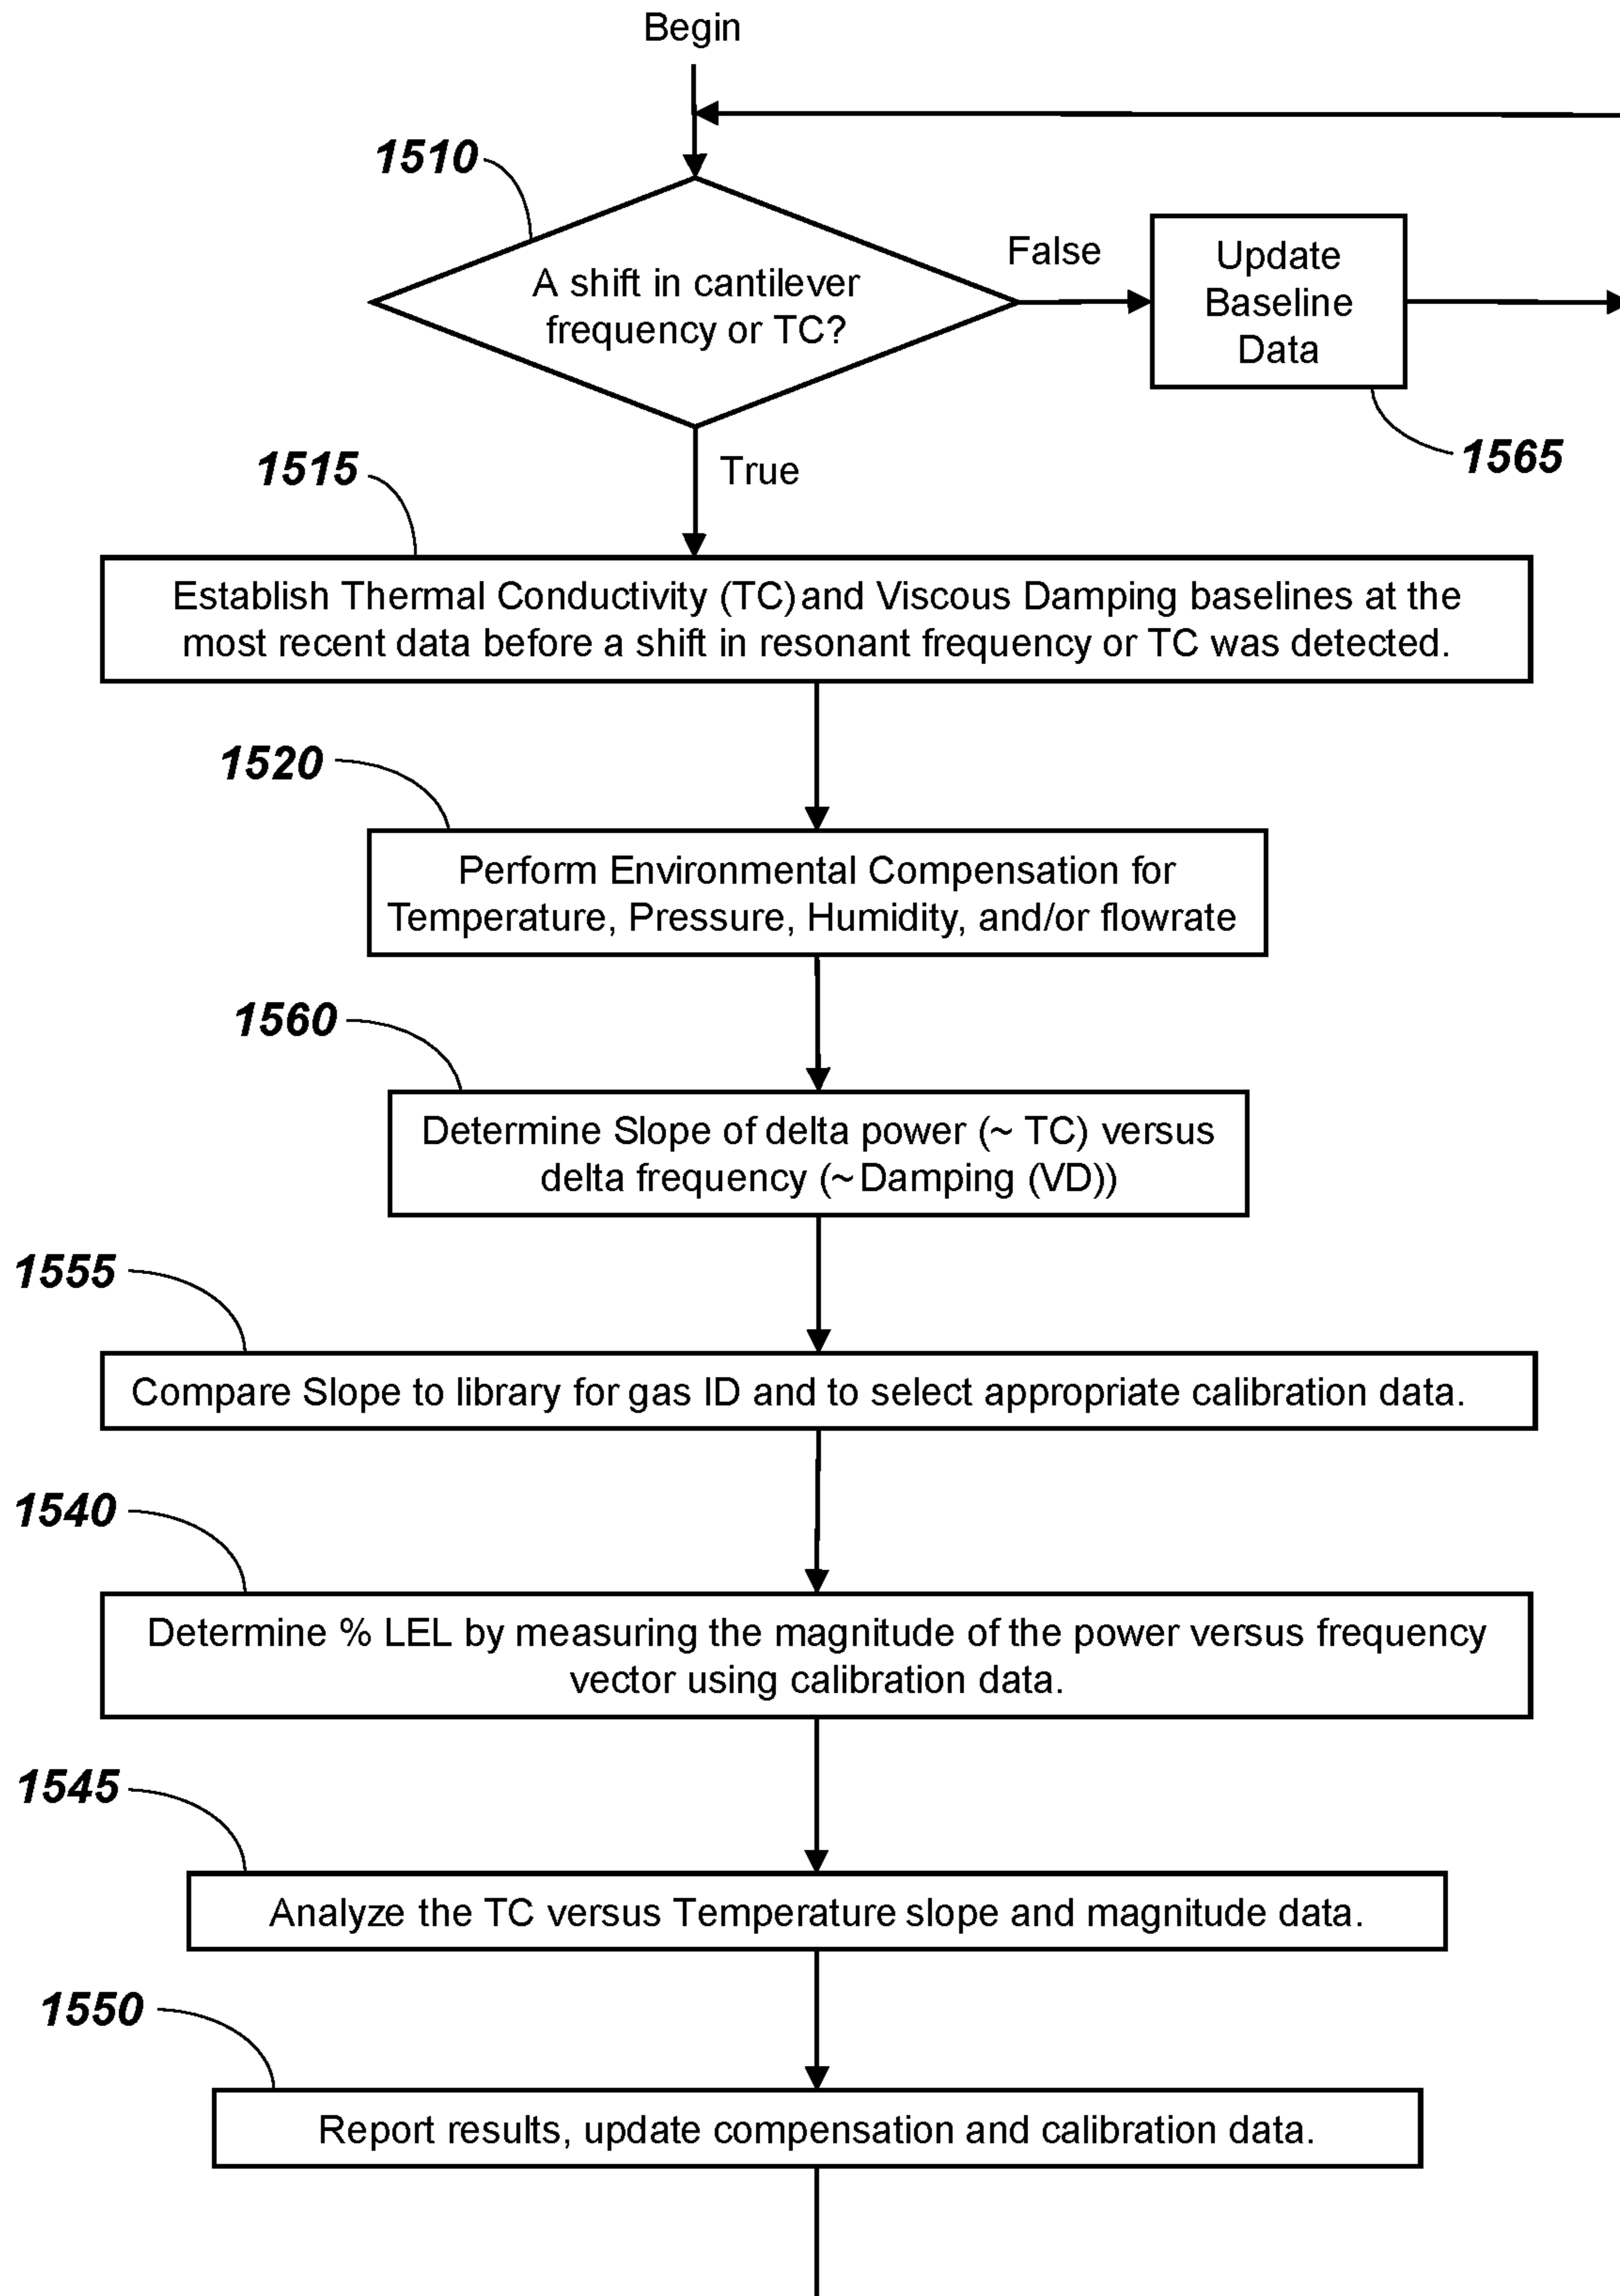 Begin
1510
A shift in cantilever
frequency or TC?
False
Update
Baseline
Data
1565
True
1515
Establish Thermal Conductivity (TC) and Viscous Damping baselines at the
most recent data before a shift in resonant frequency or TC was detected.
1520
Perform Environmental Compensation for
Temperature, Pressure, Humidity, and/or flowrate
1560
Determine Slope of delta power (~ TC) versus
delta frequency (~Damping (VD))
1555
Compare Slope to library for gas ID and to select appropriate calibration data.
1540
Determine % LEL by measuring the magnitude of the power versus frequency
vector using calibration data.
1545
Analyze the TC versus Temperature slope and magnitude data.
1550
Report results, update compensation and calibration data.